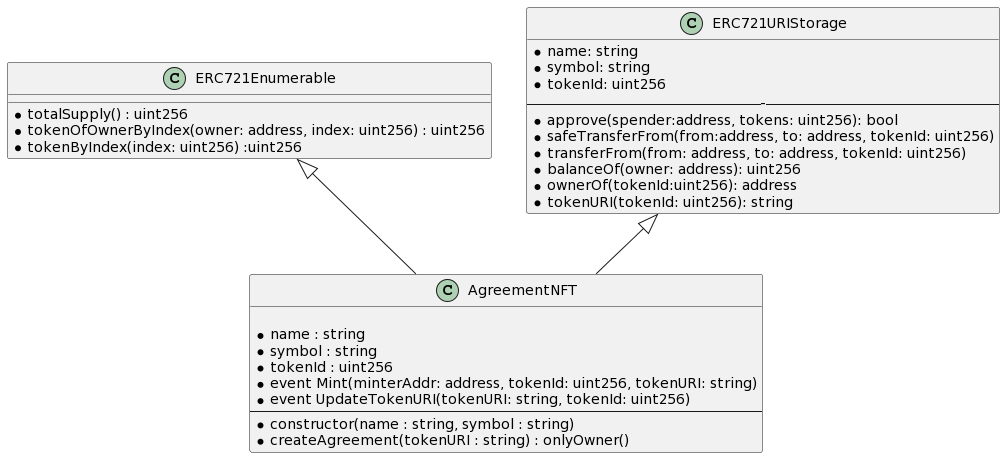 C ERC721Enumerable
totalSupply() : uint256
tokenOfOwnerByIndex(owner: address, index: uint256) : uint256
tokenByIndex(index: uint256) :uint256
C ERC721URIStorage
name: string
symbol: string
tokenId: uint256
approve(spender:address, tokens: uint256): bool
safeTransferFrom(from:address, to: address, tokenId: uint256)
transferFrom(from: address, to: address, tokenId: uint256)
balanceOf(owner: address): uint256
ownerOf(tokenId:uint256): address
tokenURI(tokenId: uint256): string
C AgreementNFT
name : string
symbol : string
tokenId : uint256
event Mint(minterAddr: address, tokenId: uint256, tokenURI: string)
event UpdateTokenURI(tokenURI: string, tokenId: uint256)
constructor(name : string, symbol : string)
createAgreement(tokenURI : string) : onlyOwner()